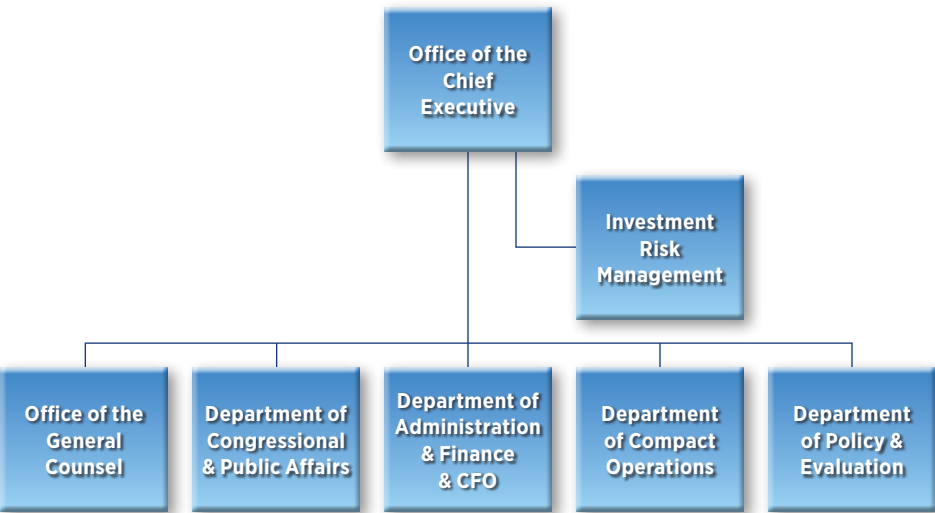 Office of the
Chief
Executive
Investment
Risk
Management
Office of the
General
Counsel
Department of
Congressional
& Public Affairs
Department of
Administration
& Finance
& CFO
Department
of Compact
Operations
Department
of Policy &
Evaluation